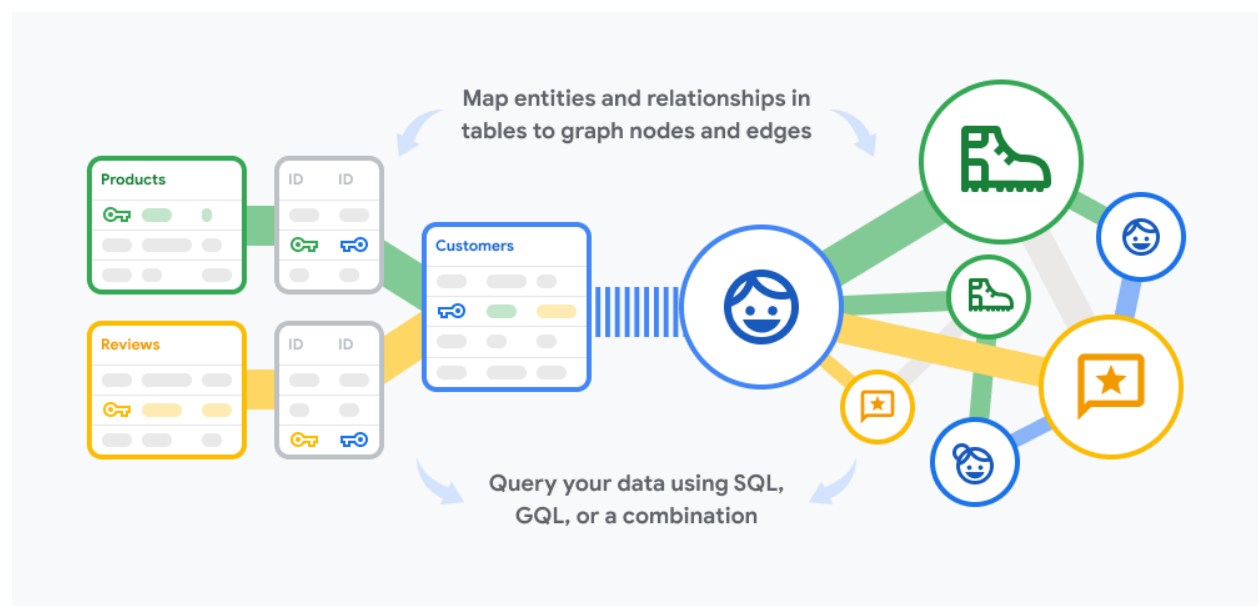 Map entities and relationships in
tables to graph nodes and edges
Products
ID ID
Customers
Reviews
ID ID
Query your data using SQL,
GQL, or a combination